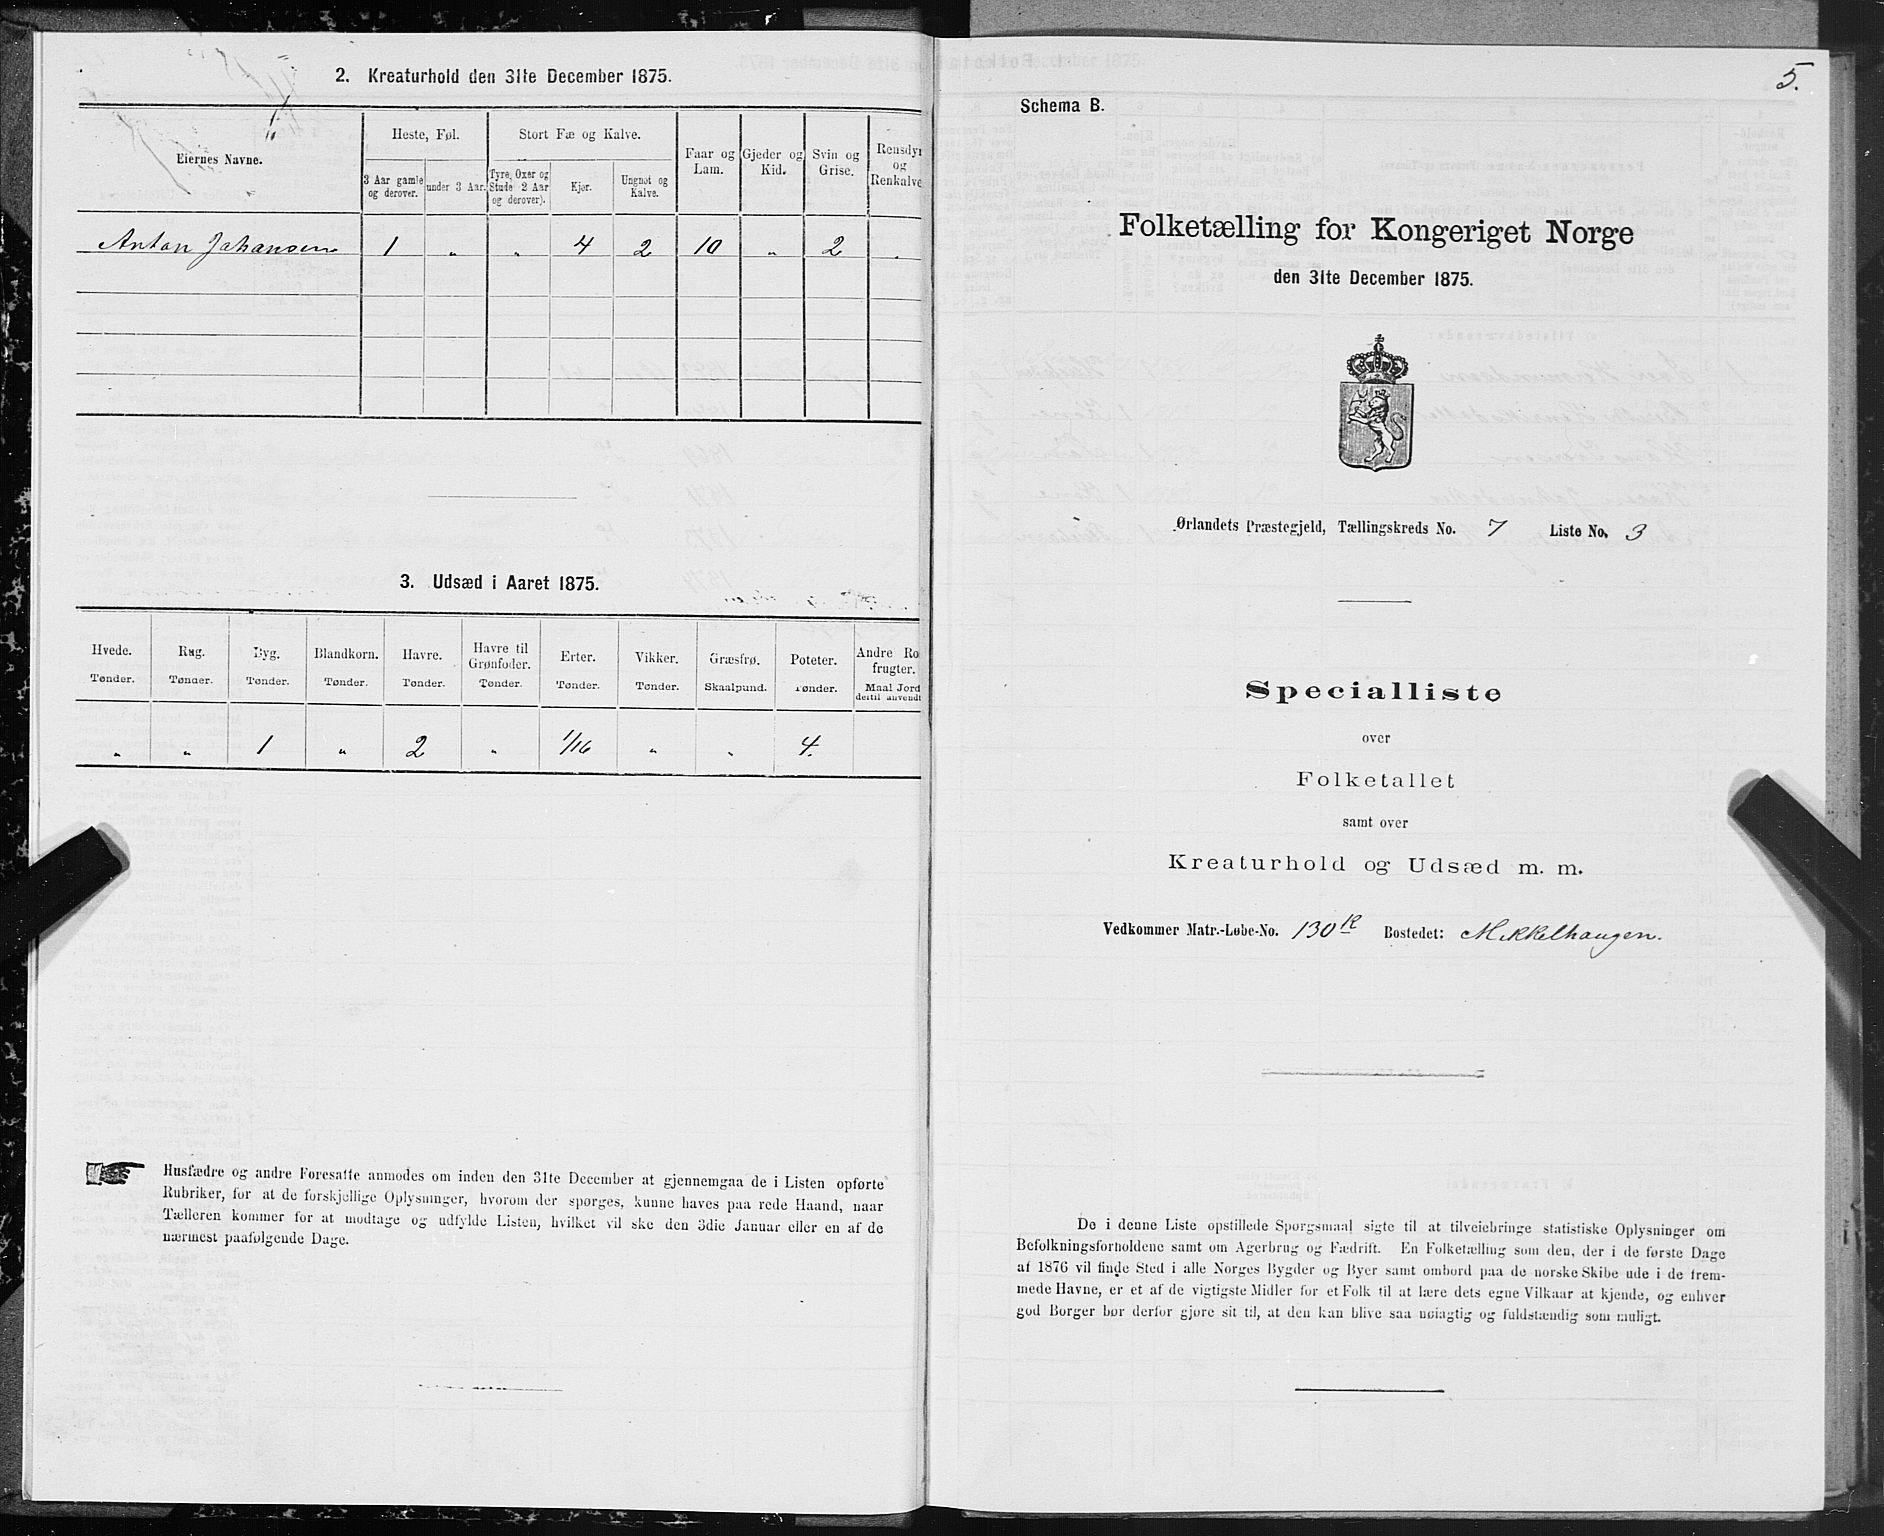 2. Kreaturhold den 31te December 1875.
Eiernes Navne.
Heste, Føl.
Stort Fæ og Kalve.
Faar og Lam.
Gjeder og Kid.
Svin og Grise.
Rensdyr og Renkalve
3 Aar gamle og derover.
under 3 Aar.
Tyre, Oxer og Stude 2 Aar og derover).
Kjør.
Ungnøt og Kalve.
Anton Johansen 1 " " 4 2 10 " 2 "
3. Udsæd i Aaret 1875.
Hvede. Rug. Byg. Blandkorn. Havre. Havre til Grønfoder. Erter. Vikker. Græsfrø. Poteter. Andre Ro frugter.
Tønder. Tønder. Tønder. Tønder. Tønder. Tønder. Tønder. Tønder. Skaalpund. Tønder. Maal Jord dertil anvendt
" " 1 " 2 " 1/16 " " 4.
Husfædre og andre Foresatte anmodes om inden den 31te December at gjennemgaa de i Listen opførte
Rubriker, for at de forskjellige Oplysninger, hvorom der spørges, kunne haves paa rede Haand, naar
Tælleren kommer for at modtage og udfylde Listen, hvilket vil ske den 3die Januar eller en af de
nærmest paafølgende Dage.
5.
Schema B.
Folketælling for Kongeriget Norge
den 31te December 1875.
Ørlandets Præstegjeld, Tællingskreds No. 7 Liste No. 3
Specialliste
over
Folketallet
samt over
Kreaturhold og Udsæd m. m.
Vedkommer Matr.-Løbe-No. 130 k Bostedet: Mikkelhaugen.
De i denne Liste opstillede Spørgsmaal sigte til at tilveiebringe statistiske Oplysninger om
Befolkningsforholdene samt om Agerbrug og Fædrift. En Folketælling som den, der i de første Dage
af 1876 vil finde Sted i alle Norges Bygder og Byer samt ombord paa de norske Skibe ude i de frem-
mede Havne, er et af de vigtigste Midler for et Folk til at lære dets egne Vilkaar at kjende, og enhver
god Borger bør derfor gjøre sit til, at den kan blive saa nøiagtig og fuldstændig som muligt.